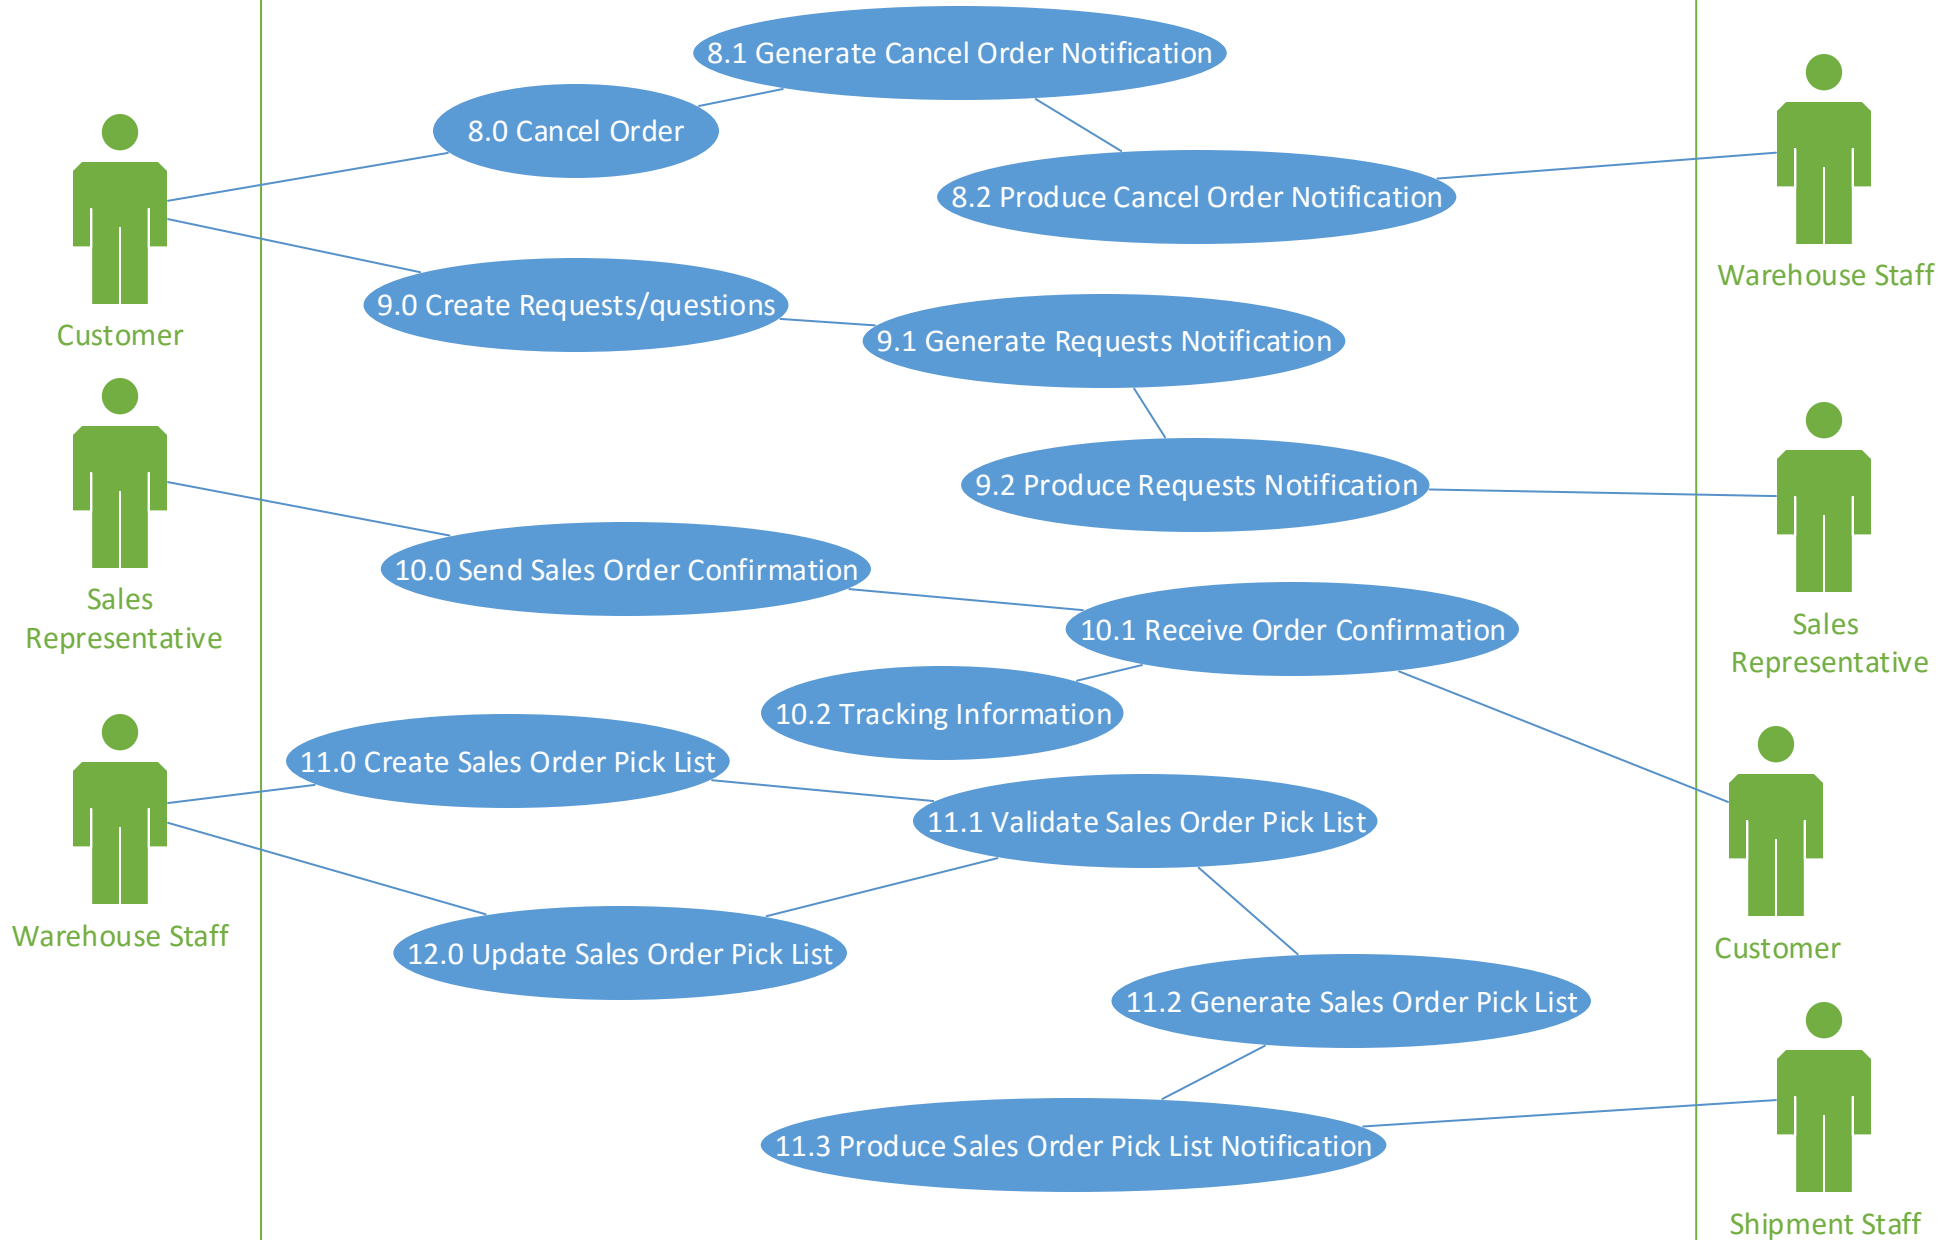 8.1 Generate Cancel Order Notification
8.0 Cancel Order
8.2 Produce Cancel Order Notification
Warehouse Staff
9.0 Create Requests/questions
Customer
9.1 Generate Requests Notification
9.2 Produce Requests Notification
10.0 Send Sales Order Confirmation
Sales
Representative
10.1 Receive Order Confirmation
Sales
Representative
10.2 Tracking Information
11.0 Create Sales Order Pick List
11.1 Validate Sales Order Pick List
Warehouse Staff
12.0 Update Sales Order Pick List
Customer
11.2 Generate Sales Order Pick List
11.3 Produce Sales Order Pick List Notification
Shipment Staff